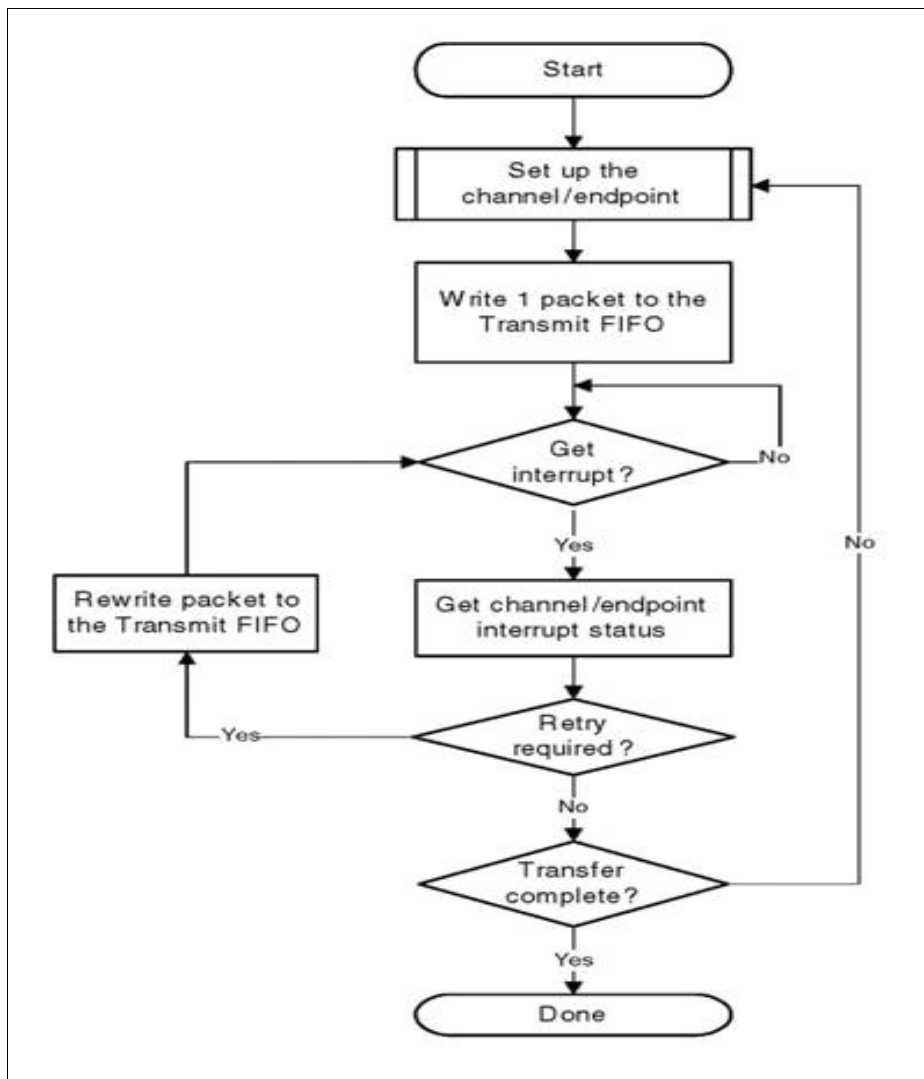 Start
Set up the
channel/endpoint
Write 1 packet to the
Transmit FIFO
Get
interrupt?
No
Yes
No
Rewrite packet to
the Transmit FIFO
Get channel/endpoint
interrupt status
Retry
required?
Yes
No
Transfer
complete?
Yes
Done